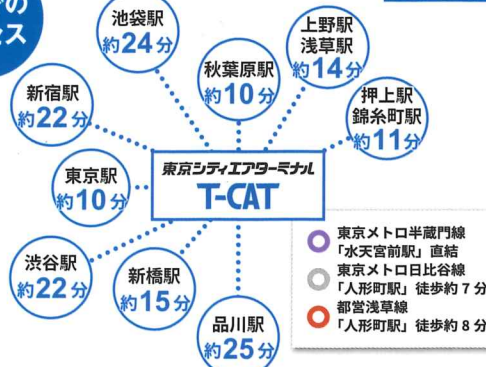 の
セス
池袋駅
約24分
上野駅
浅草駅
約14分
秋葉原駅
約10分
新宿駅
約22分
押上駅
錦糸町駅
約11分
東京シティエアターミナル
T-CAT
東京駅
約10分
渋谷駅
約22分
新橋駅
約15分
品川駅
約25分
東京メトロ半蔵門線
「水天宮前駅」直結
東京メトロ日比谷線
「人形町駅」徒歩約7分
都営浅草線
「人形町駅」徒歩約8分